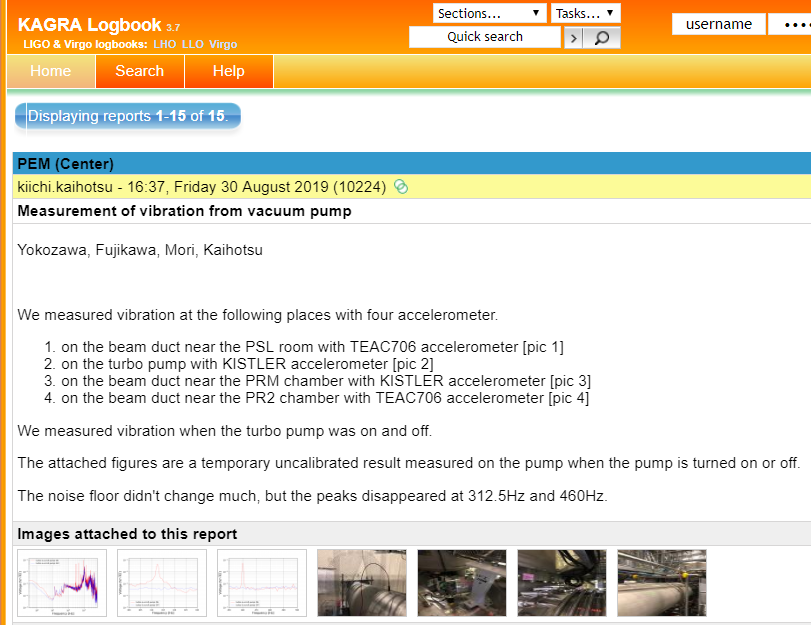 KAGRA Logbook 3.7
LIGO & Virgo logbooks: LHO LLO Virgo
Sections... Tasks...
Quick search
username
Home Search Help
Displaying reports 1-15 of 15.
PEM (Center)
kiichi.kaihotsu - 16:37, Friday 30 August 2019 (10224)
Measurement of vibration from vacuum pump
Yokozawa, Fujikawa, Mori, Kaihotsu
We measured vibration at the following places with four accelerometer.
1. on the beam duct near the PSL room with TEAC706 accelerometer [pic 1]
2. on the turbo pump with KISTLER accelerometer [pic 2]
3. on the beam duct near the PRM chamber with KISTLER accelerometer [pic 3]
4. on the beam duct near the PR2 chamber with TEAC706 accelerometer [pic 4]
We measured vibration when the turbo pump was on and off.
The attached figures are a temporary uncalibrated result measured on the pump when the pump is turned on or off.
The noise floor didn't change much, but the peaks disappeared at 312.5Hz and 460Hz.
Images attached to this report